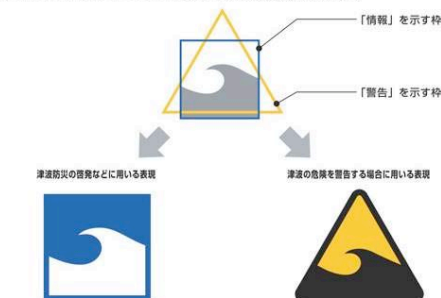 「情報」を示す枠
「警告」を示す枠
津波防災の啓発などに用いる表現
津波の危険を警告する場合に用いる表現